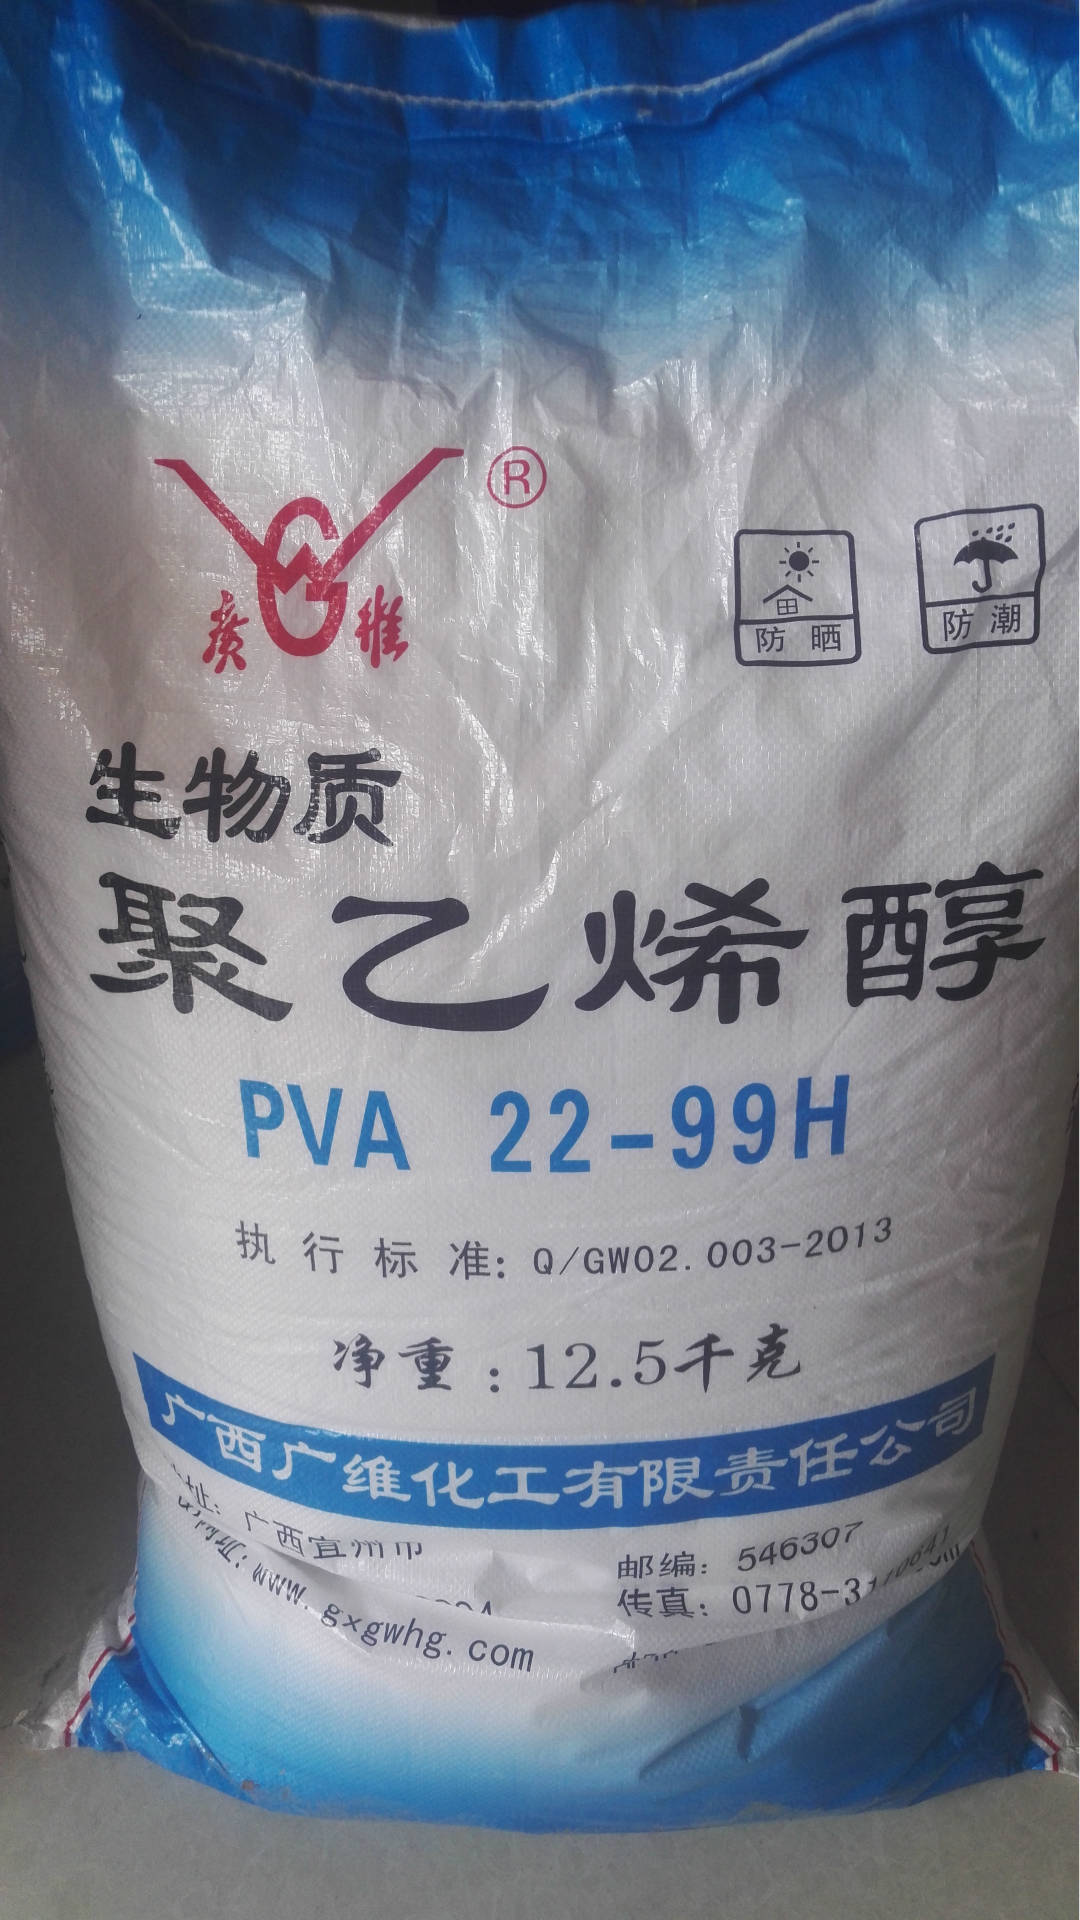 ®
廣 維
防晒
防潮
生物质
聚乙烯醇
PVA 22-99H
执行标准: Q/GW02.003-2013
净重: 12.5千克
广西广维化工有限责任公司
址: 广西宜州市
邮编: 546307
传真: 0778-3
www.gxgwhg.com